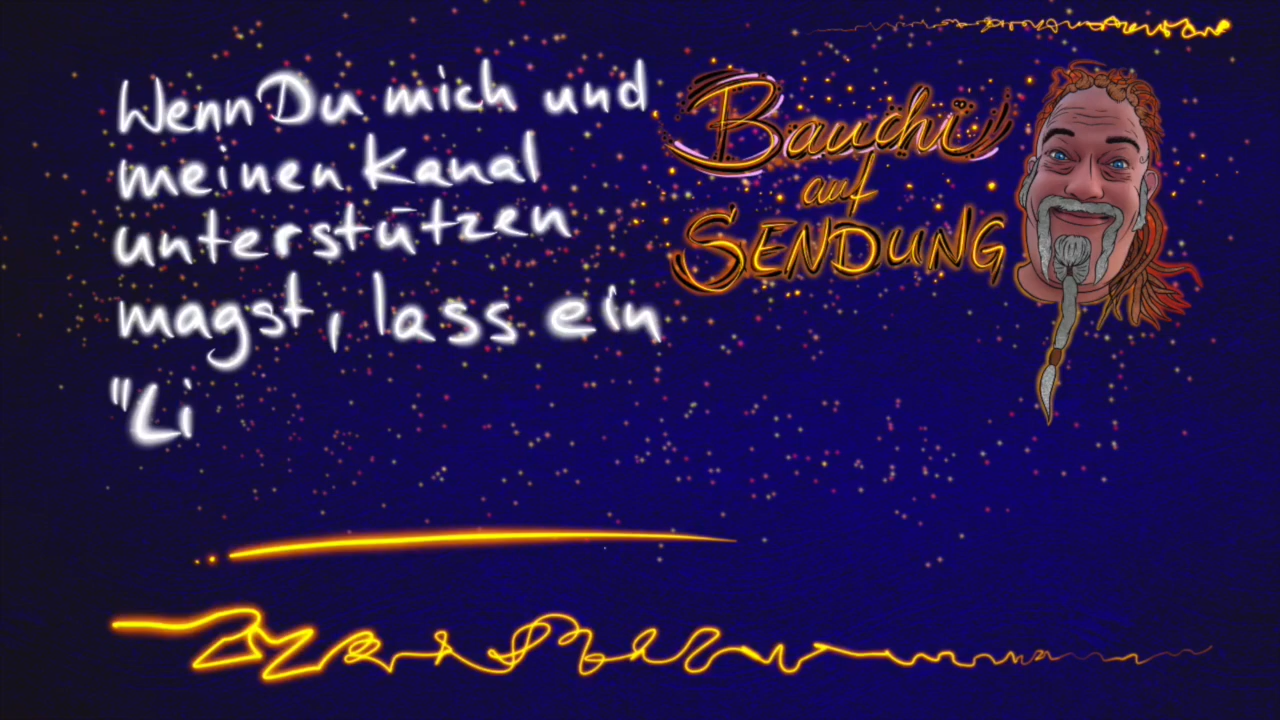 Wenn Du mich und
meinen Kanal
unterstützen
magst, lass ein
"Li
Bauchi
auf
SENDUNG